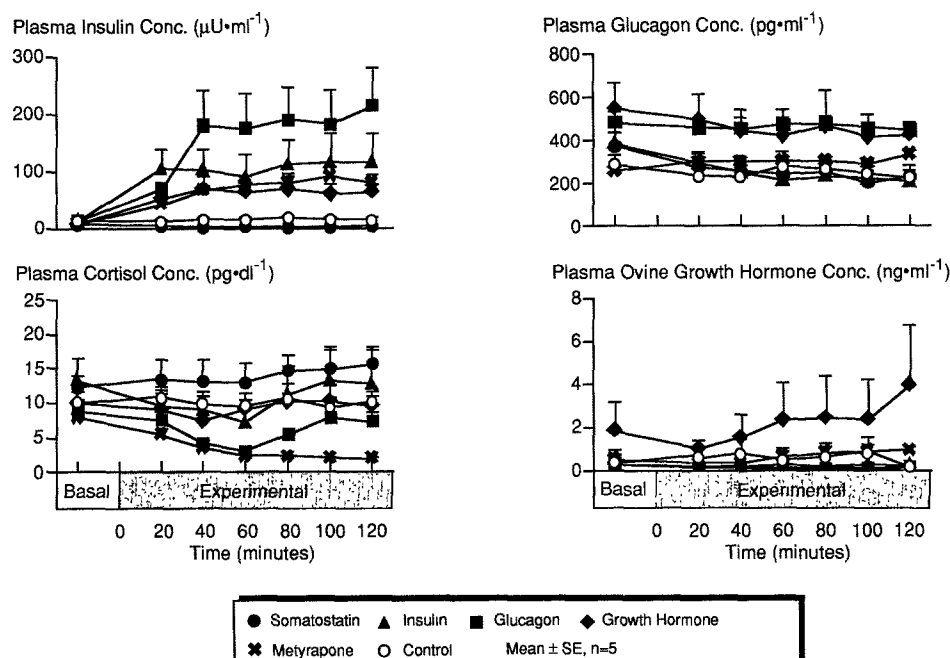 Plasma Insulin Conc. (μU•ml⁻¹)
300
200
100
0
Plasma Glucagon Conc. (pg•ml⁻¹)
800
600
400
200
0
Plasma Cortisol Conc. (pg•dl⁻¹)
25
20
15
10
5
0
Basal Experimental
0 20 40 60 80 100 120
Time (minutes)
Plasma Ovine Growth Hormone Conc. (ng•ml⁻¹)
8
6
4
2
0
Basal Experimental
0 20 40 60 80 100 120
Time (minutes)
Somatostatin Insulin Glucagon Growth Hormone
Metyrapone Control Mean ± SE, n=5